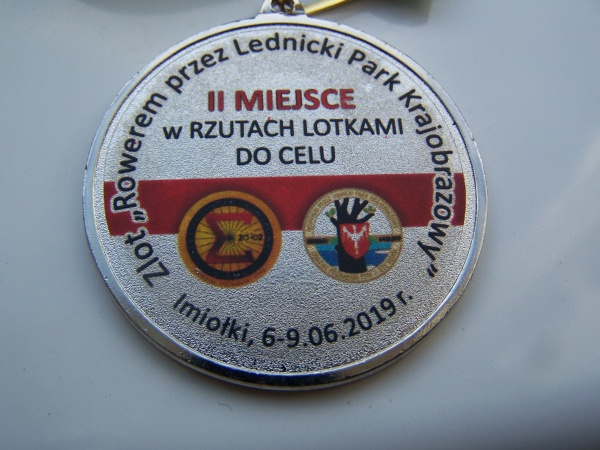 Zlot „Rowerem przez Lednicki Park Krajobrazowy”
II MIEJSCE
w RZUTACH LOTKAMI
DO CELU
Imiołki, 6-9.06.2019 r.